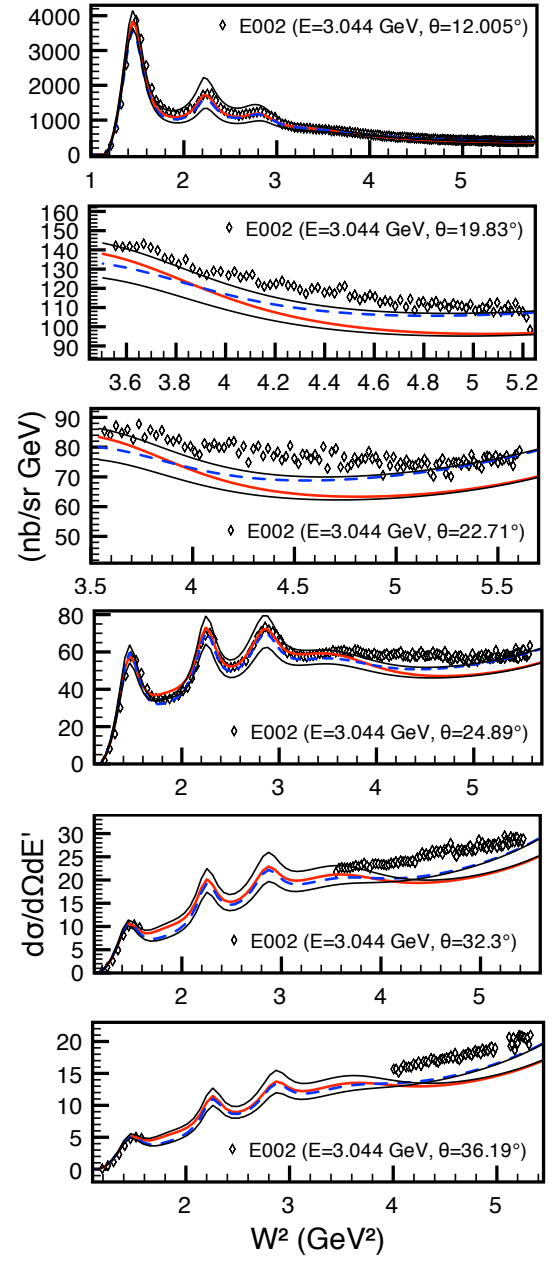 E002 (E=3.044 GeV, θ=12.005°)
4000
3000
2000
1000
0
1 2 3 4 5
E002 (E=3.044 GeV, θ=19.83°)
160
150
140
130
120
110
100
90
3.6 3.8 4 4.2 4.4 4.6 4.8 5 5.2
90
80
70
60
50
E002 (E=3.044 GeV, θ=22.71°)
3.5 4 4.5 5 5.5
80
60
40
20
0
E002 (E=3.044 GeV, θ=24.89°)
2 3 4 5
30
25
20
15
10
5
0
E002 (E=3.044 GeV, θ=32.3°)
2 3 4 5
20
15
10
5
0
E002 (E=3.044 GeV, θ=36.19°)
2 3 4 5
dσ/dΩdE' (nb/sr GeV)
W² (GeV²)